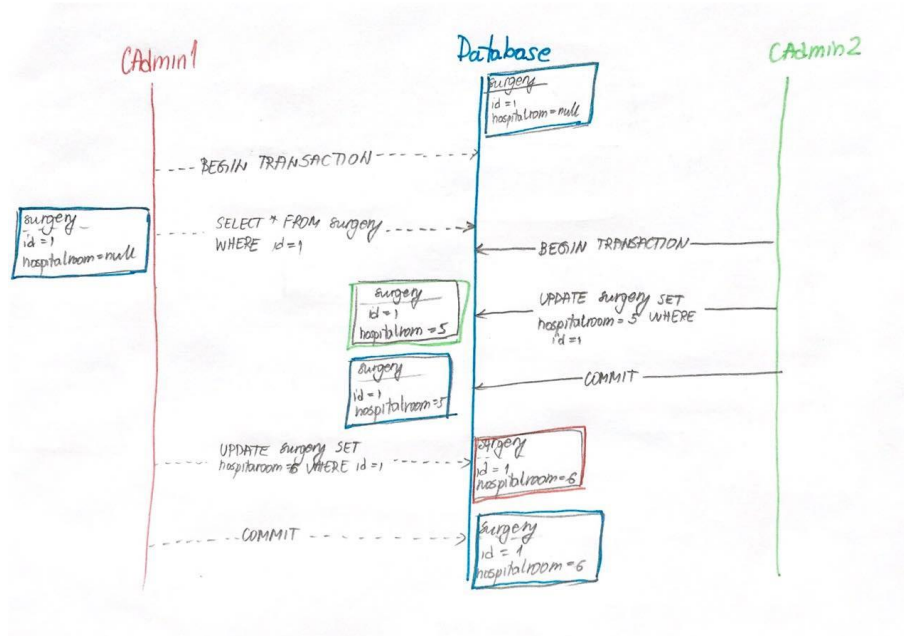 CAdmin1
Database
CAdmin2
surgery
id=1
hospitalroom=null
BEGIN TRANSACTION
surgery
id=1
hospitalroom=null
SELECT * FROM surgery
WHERE id=1
BEGIN TRANSACTION
surgery
id=1
hospitalroom=5
UPDATE surgery SET
hospitalroom=5 WHERE
id=1
surgery
id=1
hospitalroom=5
COMMIT
UPDATE surgery SET
hospitaroom=6 WHERE id=1
surgery
id=1
hospitalroom=6
COMMIT
surgery
id=1
hospitalroom=6